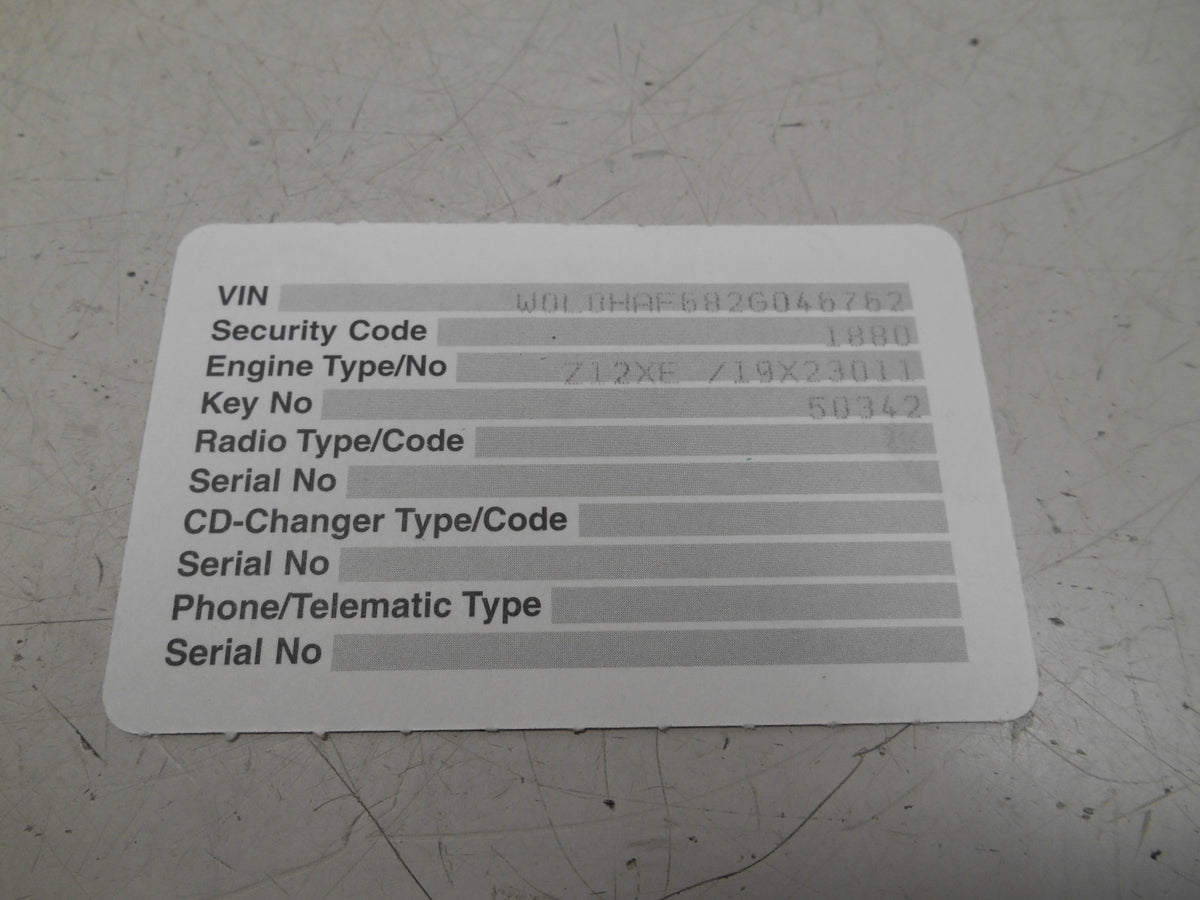 VIN W0L0HAF682G046762
Security Code 1880
Engine Type/No Z12XE /19X23011
Key No 50342
Radio Type/Code
Serial No
CD-Changer Type/Code
Serial No
Phone/Telematic Type
Serial No